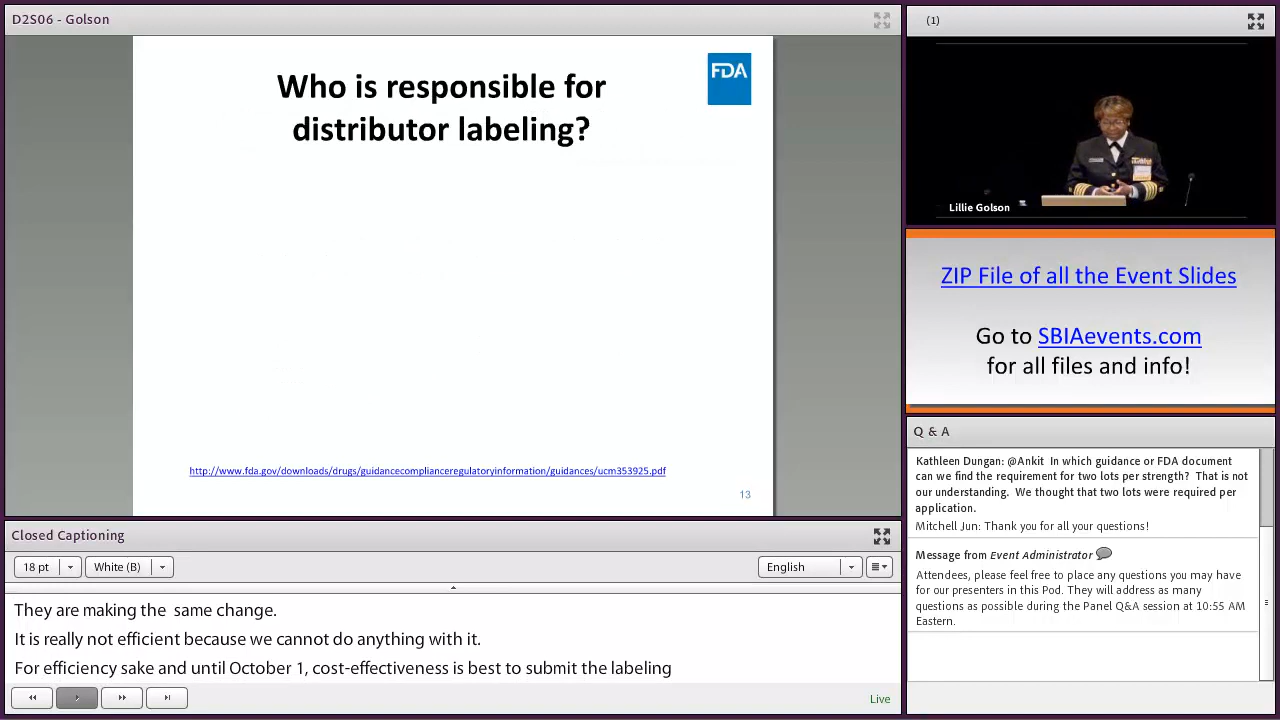 D2S06 - Golson
Who is responsible for
distributor labeling?
FDA
http://www.fda.gov/downloads/drugs/guidancecomplianceregulatoryinformation/guidances/ucm353925.pdf
13
Closed Captioning
18 pt
White (B)
English
They are making the  same change.
It is really not efficient because we cannot do anything with it.
For efficiency sake and until October 1, cost-effectiveness is best to submit the labeling
Live
(1)
Lillie Golson
ZIP File of all the Event Slides
Go to SBIAevents.com
for all files and info!
Q & A
Kathleen Dungan: @Ankit  In which guidance or FDA document
can we find the requirement for two lots per strength?  That is not
our understanding.  We thought that two lots were required per
application.
Mitchell Jun: Thank you for all your questions!
Message from Event Administrator
Attendees, please feel free to place any questions you may have
for our presenters in this Pod. They will address as many
questions as possible during the Panel Q&A session at 10:55 AM
Eastern.